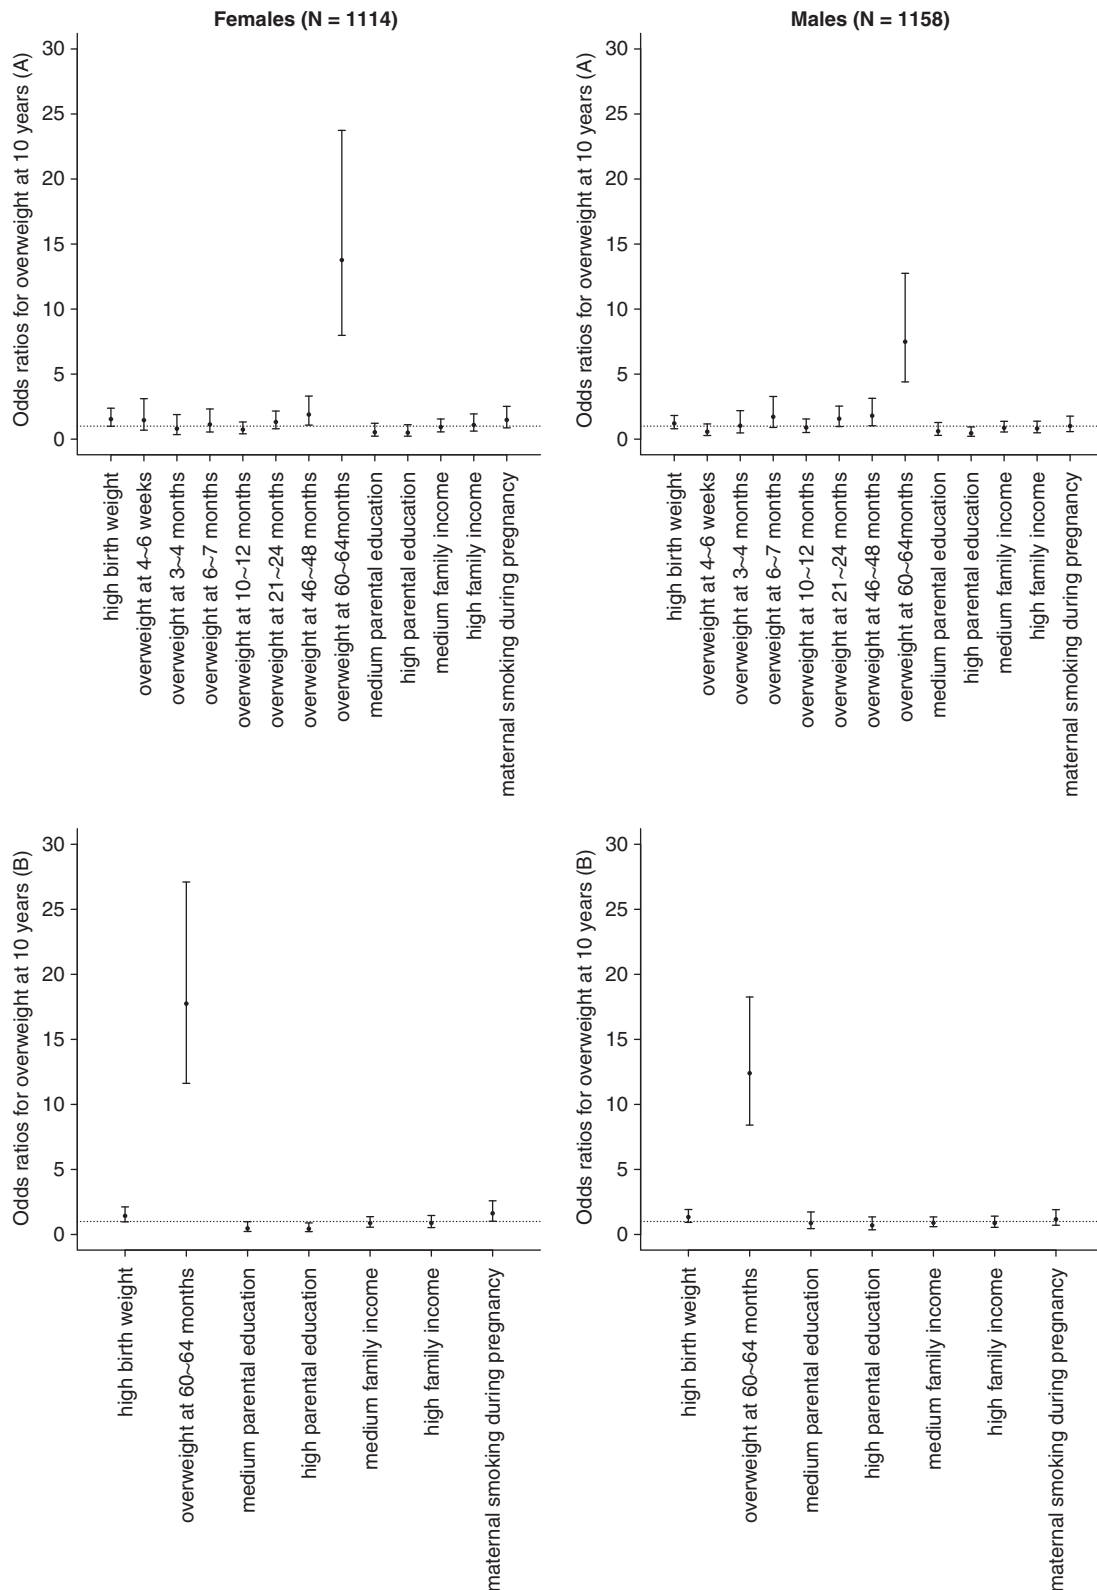 Females (N = 1114)
Odds ratios for overweight at 10 years (A)
30
25
20
15
10
5
0
high birth weight
overweight at 4~6 weeks
overweight at 3~4 months
overweight at 6~7 months
overweight at 10~12 months
overweight at 21~24 months
overweight at 46~48 months
overweight at 60~64months
medium parental education
high parental education
medium family income
high family income
maternal smoking during pregnancy
Males (N = 1158)
Odds ratios for overweight at 10 years (A)
30
25
20
15
10
5
0
high birth weight
overweight at 4~6 weeks
overweight at 3~4 months
overweight at 6~7 months
overweight at 10~12 months
overweight at 21~24 months
overweight at 46~48 months
overweight at 60~64months
medium parental education
high parental education
medium family income
high family income
maternal smoking during pregnancy
Odds ratios for overweight at 10 years (B)
30
25
20
15
10
5
0
high birth weight
overweight at 60~64 months
medium parental education
high parental education
medium family income
high family income
maternal smoking during pregnancy
Odds ratios for overweight at 10 years (B)
30
25
20
15
10
5
0
high birth weight
overweight at 60~64 months
medium parental education
high parental education
medium family income
high family income
maternal smoking during pregnancy